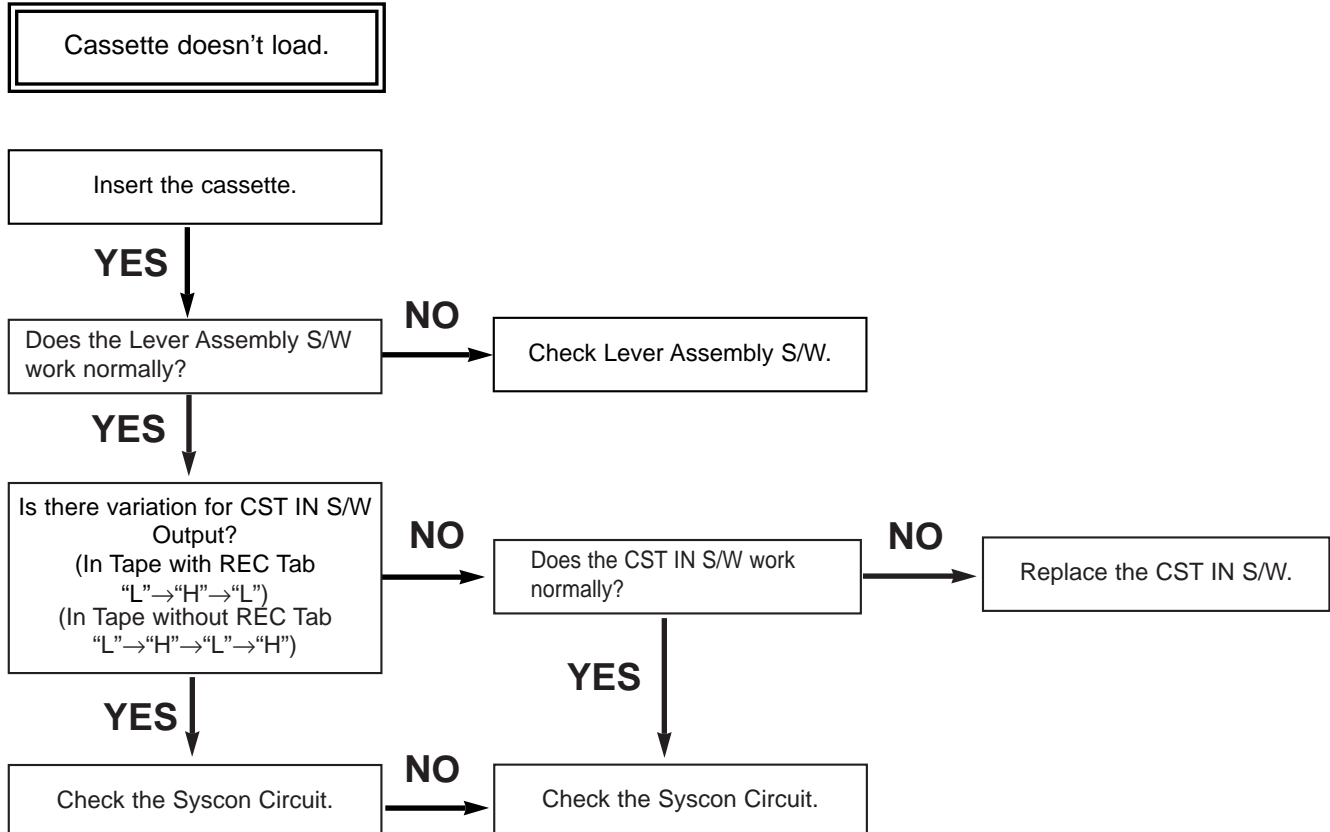 Cassette doesn’t load.
Insert the cassette.
YES
Does the Lever Assembly S/W
work normally?
NO
Check Lever Assembly S/W.
YES
Is there variation for CST IN S/W
Output?
(In Tape with REC Tab
“L”→“H”→“L”)
(In Tape without REC Tab
“L”→“H”→“L”→“H”)
NO
Does the CST IN S/W work
normally?
NO
Replace the CST IN S/W.
YES
YES
Check the Syscon Circuit.
NO
Check the Syscon Circuit.